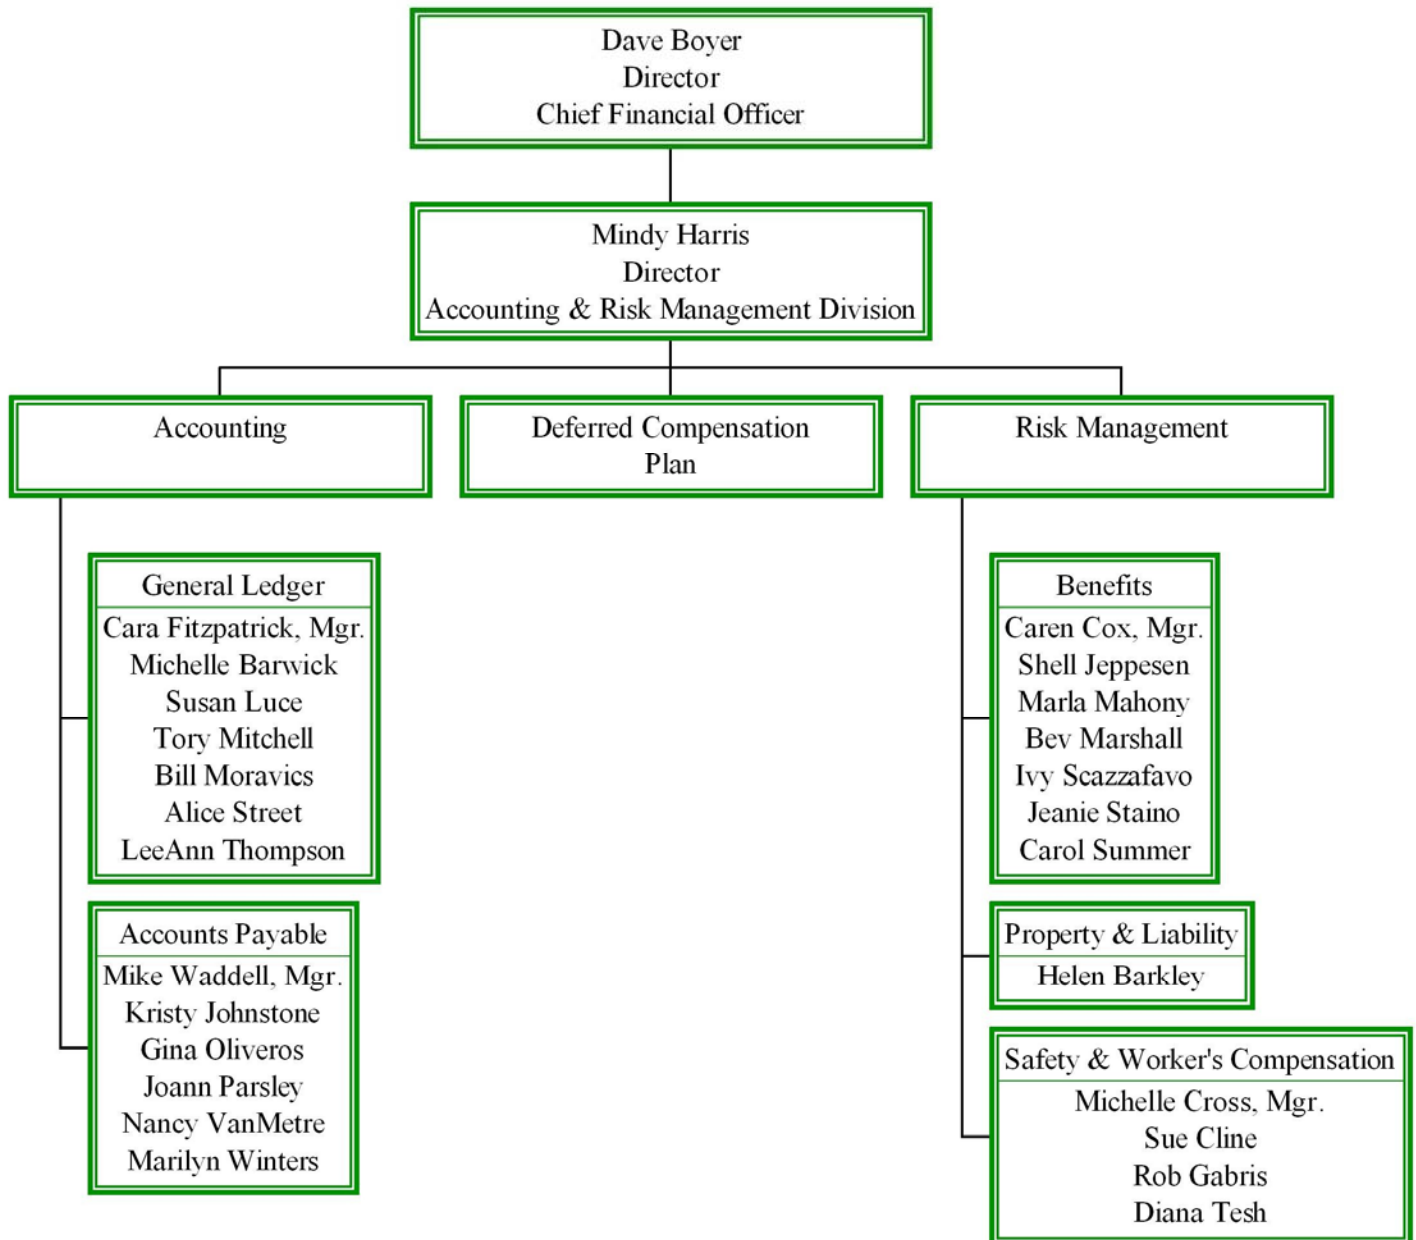 Dave Boyer
Director
Chief Financial Officer
Mindy Harris
Director
Accounting & Risk Management Division
Accounting
Deferred Compensation
Plan
Risk Management
General Ledger
Cara Fitzpatrick, Mgr.
Michelle Barwick
Susan Luce
Tory Mitchell
Bill Moravics
Alice Street
LeeAnn Thompson
Accounts Payable
Mike Waddell, Mgr.
Kristy Johnstone
Gina Oliveros
Joann Parsley
Nancy VanMetre
Marilyn Winters
Benefits
Caren Cox, Mgr.
Shell Jeppesen
Marla Mahony
Bev Marshall
Ivy Scazzafavo
Jeanie Staino
Carol Summer
Property & Liability
Helen Barkley
Safety & Worker's Compensation
Michelle Cross, Mgr.
Sue Cline
Rob Gabris
Diana Tesh